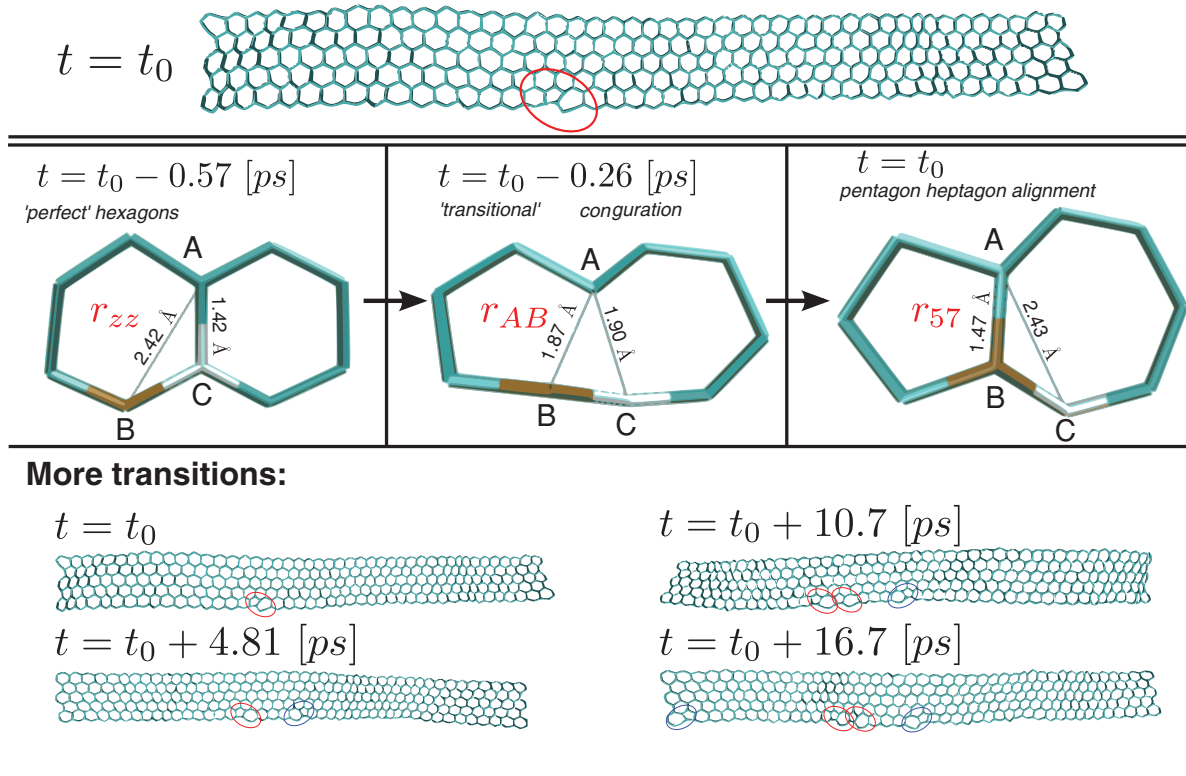 t = t₀
t = t₀ − 0.57 [ps]
'perfect' hexagons
A
r_zz
2.42 Å
1.42 Å
C
B
t = t₀ − 0.26 [ps]
'transitional' conguration
A
r_AB
1.87 Å
1.90 Å
B
C
t = t₀
pentagon heptagon alignment
A
r₅₇
1.47 Å
2.43 Å
B
C
More transitions:
t = t₀
t = t₀ + 10.7 [ps]
t = t₀ + 4.81 [ps]
t = t₀ + 16.7 [ps]